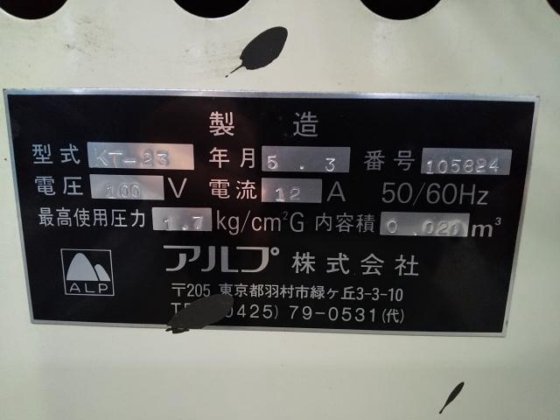 製造
型式 KT-23 年月 5.3 番号 105824
電圧 100 V 電流 12 A 50/60Hz
最高使用圧力 1.7 kg/cm²G 内容積 0.020 m³
ALP
アルプ 株式会社
〒205 東京都羽村市緑ヶ丘3-3-10
(0425) 79-0531(代)